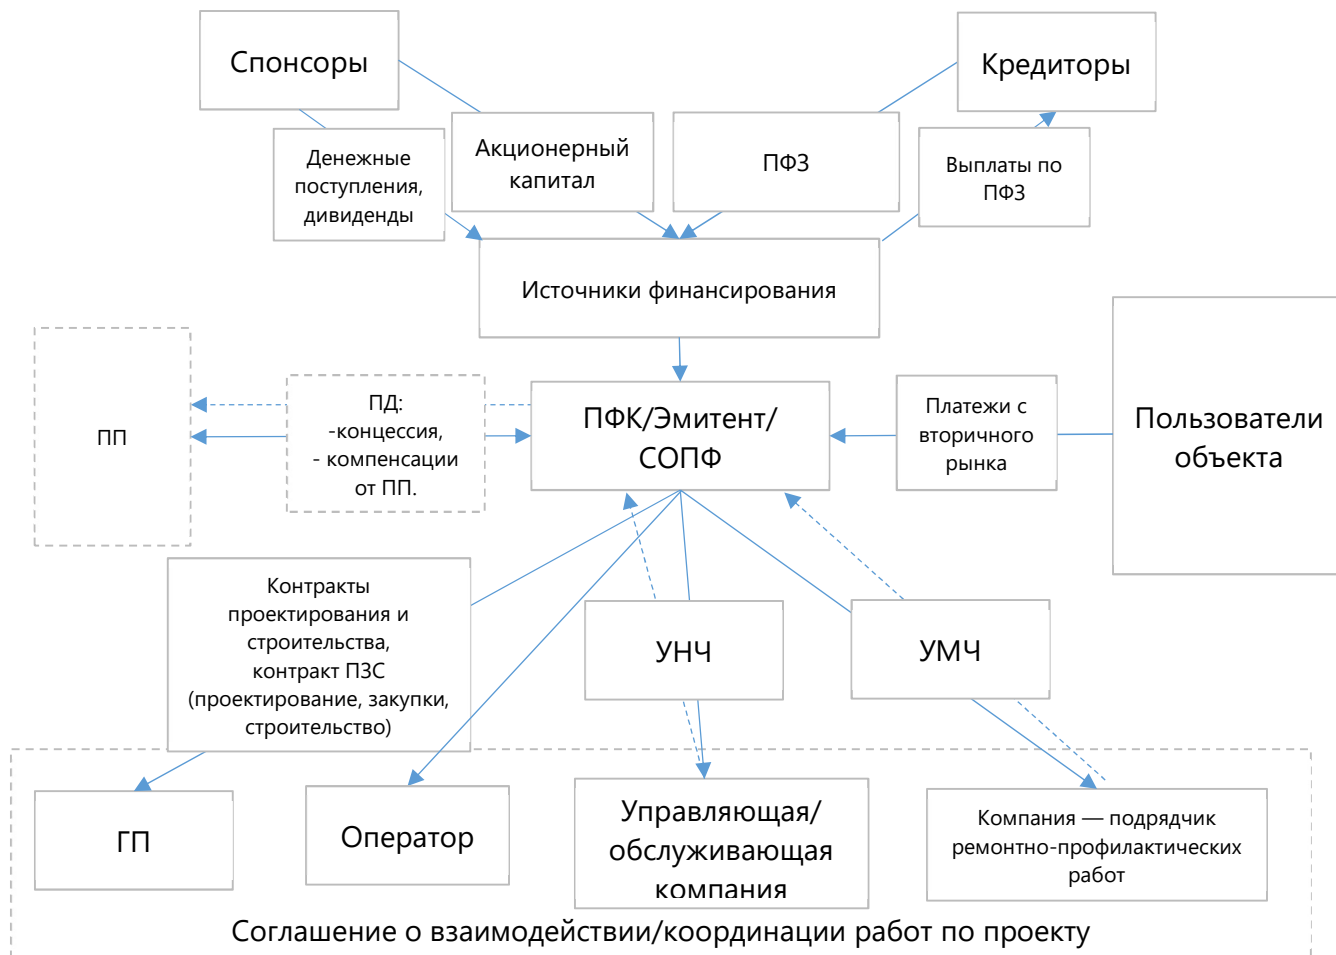 Спонсоры
Кредиторы
Денежные
поступления,
дивиденды
Акционерный
капитал
ПФЗ
Выплаты по
ПФЗ
Источники финансирования
ПП
ПД:
-концессия,
- компенсации
от ПП.
ПФК/Эмитент/
СОПФ
Платежи с
вторичного
рынка
Пользователи
объекта
Контракты
проектирования и
строительства,
контракт ПЗС
(проектирование, закупки,
строительство)
УНЧ
УМЧ
ГП
Оператор
Управляющая/
обслуживающая
компания
Компания — подрядчик
ремонтно-профилактических
работ
Соглашение о взаимодействии/координации работ по проекту